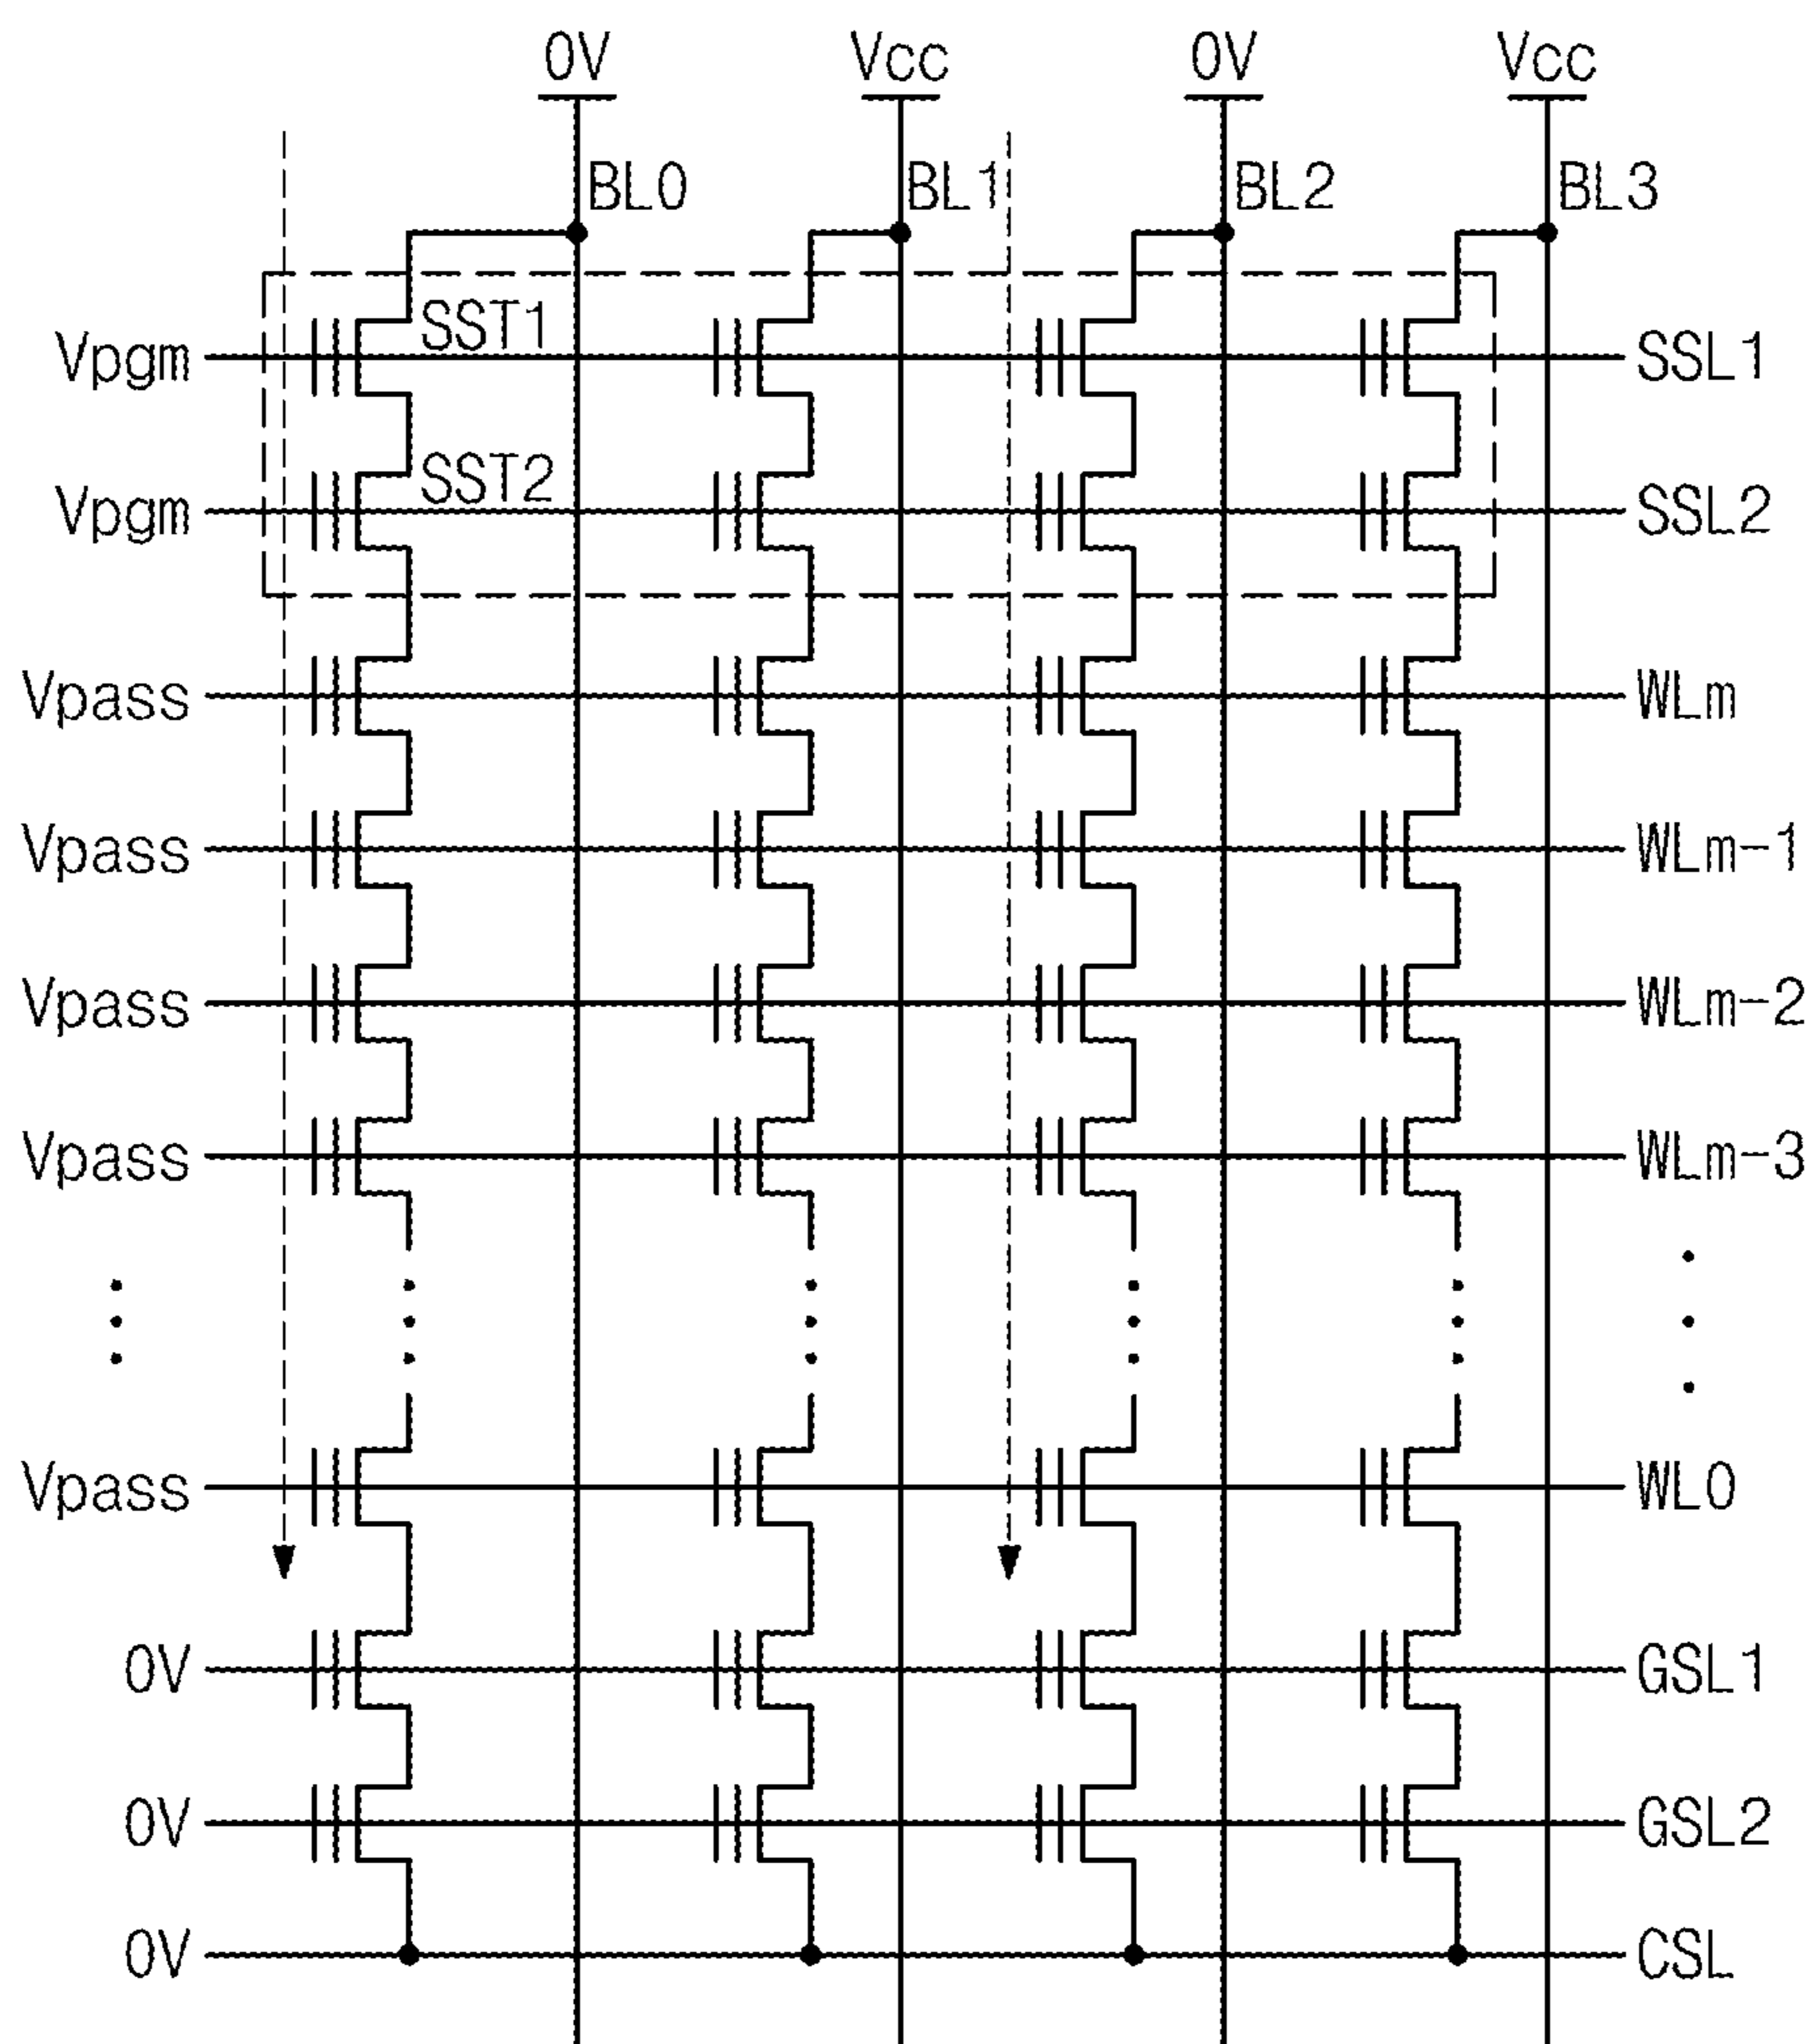 0V Vcc 0V Vcc
BL0 BL1 BL2 BL3
SST1
Vpgm SSL1
SST2
Vpgm SSL2
Vpass WLm
Vpass WLm-1
Vpass WLm-2
Vpass WLm-3
Vpass WL0
0V GSL1
0V GSL2
0V CSL